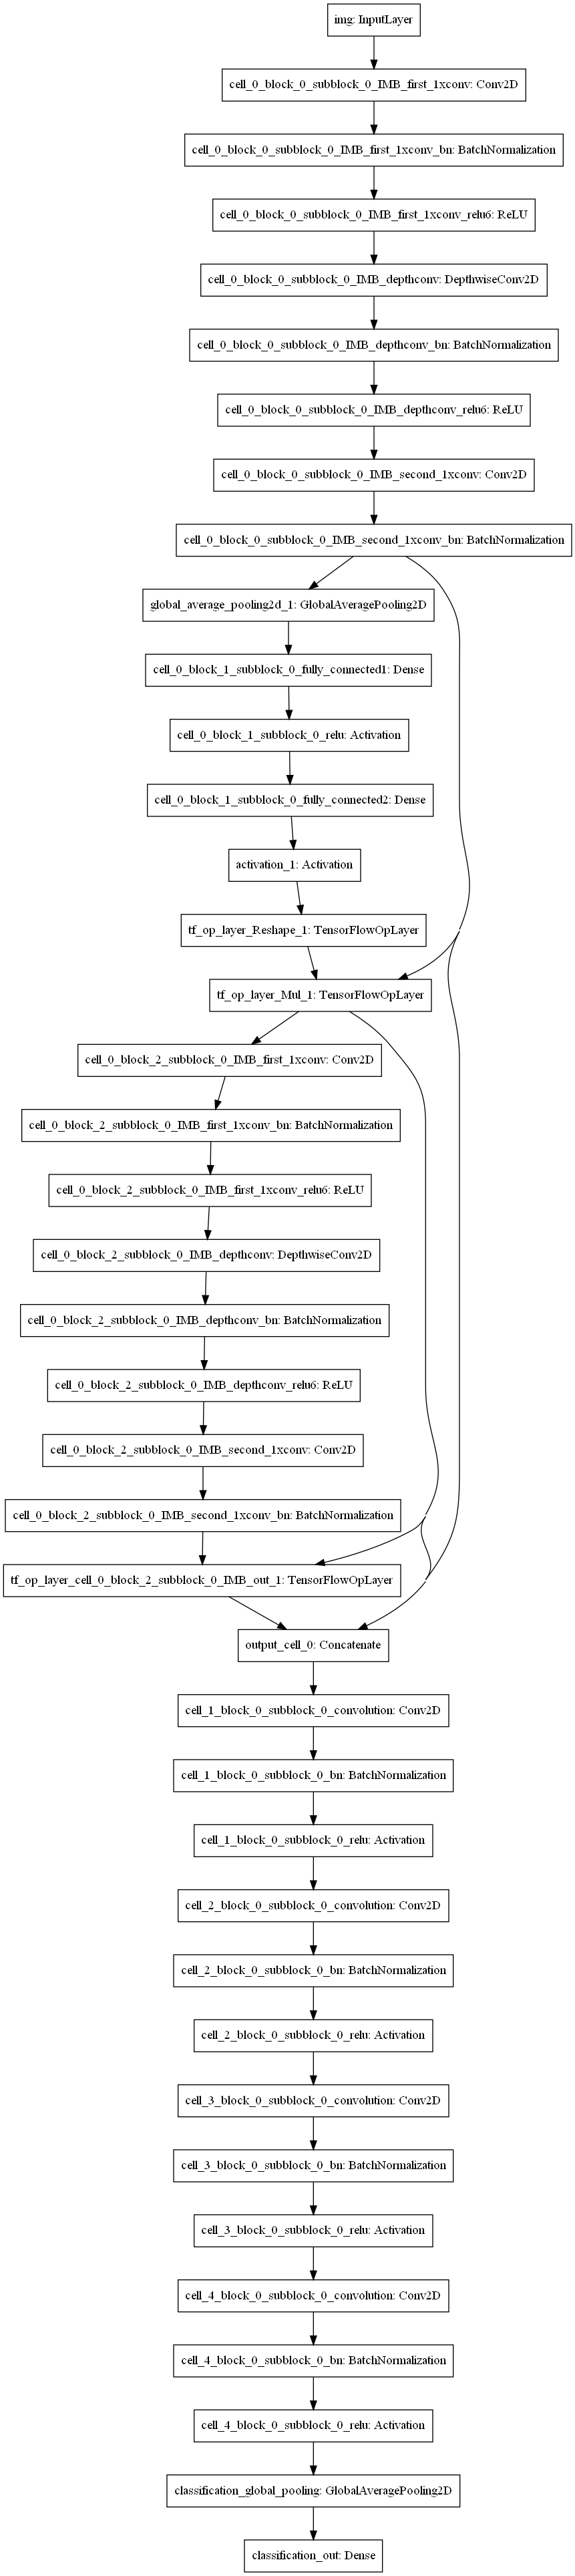 img: InputLayer
cell_0_block_0_subblock_0_IMB_first_1xconv: Conv2D
cell_0_block_0_subblock_0_IMB_first_1xconv_bn: BatchNormalization
cell_0_block_0_subblock_0_IMB_first_1xconv_relu6: ReLU
cell_0_block_0_subblock_0_IMB_depthconv: DepthwiseConv2D
cell_0_block_0_subblock_0_IMB_depthconv_bn: BatchNormalization
cell_0_block_0_subblock_0_IMB_depthconv_relu6: ReLU
cell_0_block_0_subblock_0_IMB_second_1xconv: Conv2D
cell_0_block_0_subblock_0_IMB_second_1xconv_bn: BatchNormalization
global_average_pooling2d_1: GlobalAveragePooling2D
cell_0_block_1_subblock_0_fully_connected1: Dense
cell_0_block_1_subblock_0_relu: Activation
cell_0_block_1_subblock_0_fully_connected2: Dense
activation_1: Activation
tf_op_layer_Reshape_1: TensorFlowOpLayer
tf_op_layer_Mul_1: TensorFlowOpLayer
cell_0_block_2_subblock_0_IMB_first_1xconv: Conv2D
cell_0_block_2_subblock_0_IMB_first_1xconv_bn: BatchNormalization
cell_0_block_2_subblock_0_IMB_first_1xconv_relu6: ReLU
cell_0_block_2_subblock_0_IMB_depthconv: DepthwiseConv2D
cell_0_block_2_subblock_0_IMB_depthconv_bn: BatchNormalization
cell_0_block_2_subblock_0_IMB_depthconv_relu6: ReLU
cell_0_block_2_subblock_0_IMB_second_1xconv: Conv2D
cell_0_block_2_subblock_0_IMB_second_1xconv_bn: BatchNormalization
tf_op_layer_cell_0_block_2_subblock_0_IMB_out_1: TensorFlowOpLayer
output_cell_0: Concatenate
cell_1_block_0_subblock_0_convolution: Conv2D
cell_1_block_0_subblock_0_bn: BatchNormalization
cell_1_block_0_subblock_0_relu: Activation
cell_2_block_0_subblock_0_convolution: Conv2D
cell_2_block_0_subblock_0_bn: BatchNormalization
cell_2_block_0_subblock_0_relu: Activation
cell_3_block_0_subblock_0_convolution: Conv2D
cell_3_block_0_subblock_0_bn: BatchNormalization
cell_3_block_0_subblock_0_relu: Activation
cell_4_block_0_subblock_0_convolution: Conv2D
cell_4_block_0_subblock_0_bn: BatchNormalization
cell_4_block_0_subblock_0_relu: Activation
classification_global_pooling: GlobalAveragePooling2D
classification_out: Dense